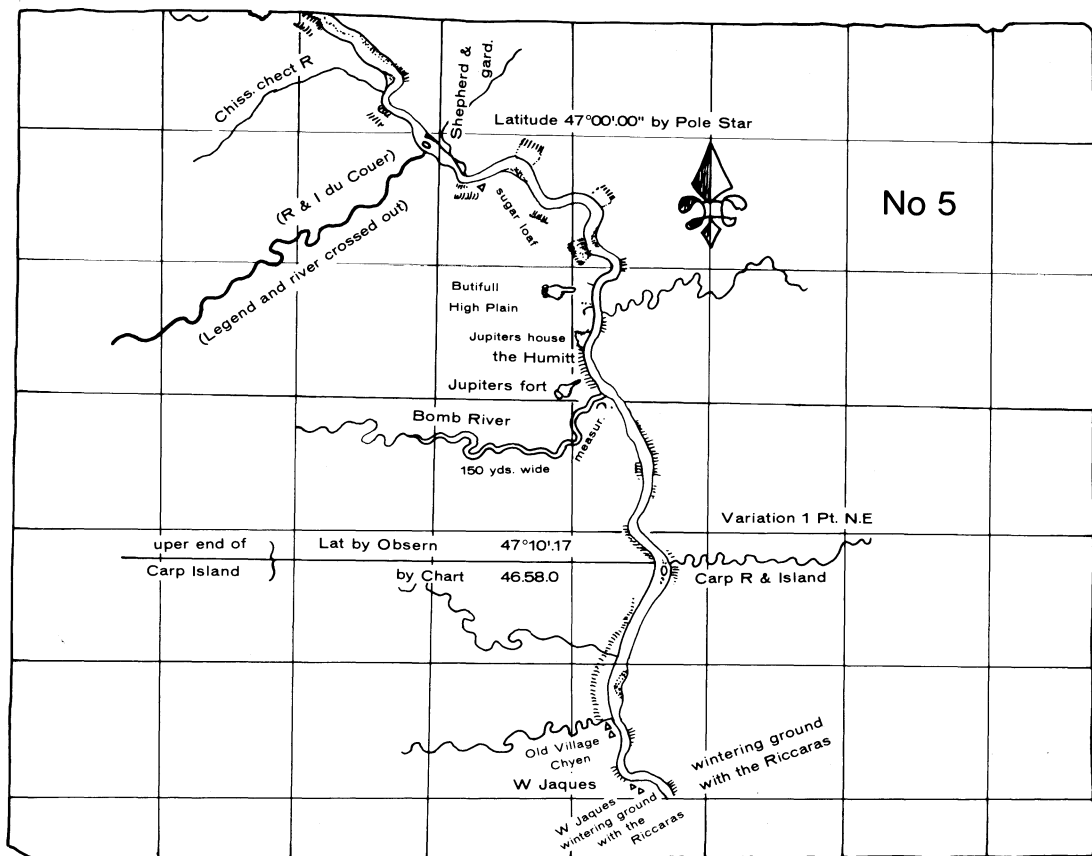 Chiss. chect R
Shepherd &
gard.
Latitude 47°00'.00" by Pole Star
No 5
(R & I du Couer)
(Legend and river crossed out)
sugar loaf
Butifull
High Plain
Jupiters house
the Humitt
Jupiters fort
Bomb River
measur.
150 yds. wide
Variation 1 Pt. N.E
uper end of
Carp Island
Lat by Obsern 47°10'.17
by Chart 46.58.0
Carp R & Island
Old Village
Chyen
W Jaques
wintering ground
with the Riccaras
W Jaques
wintering ground
with the
Riccaras